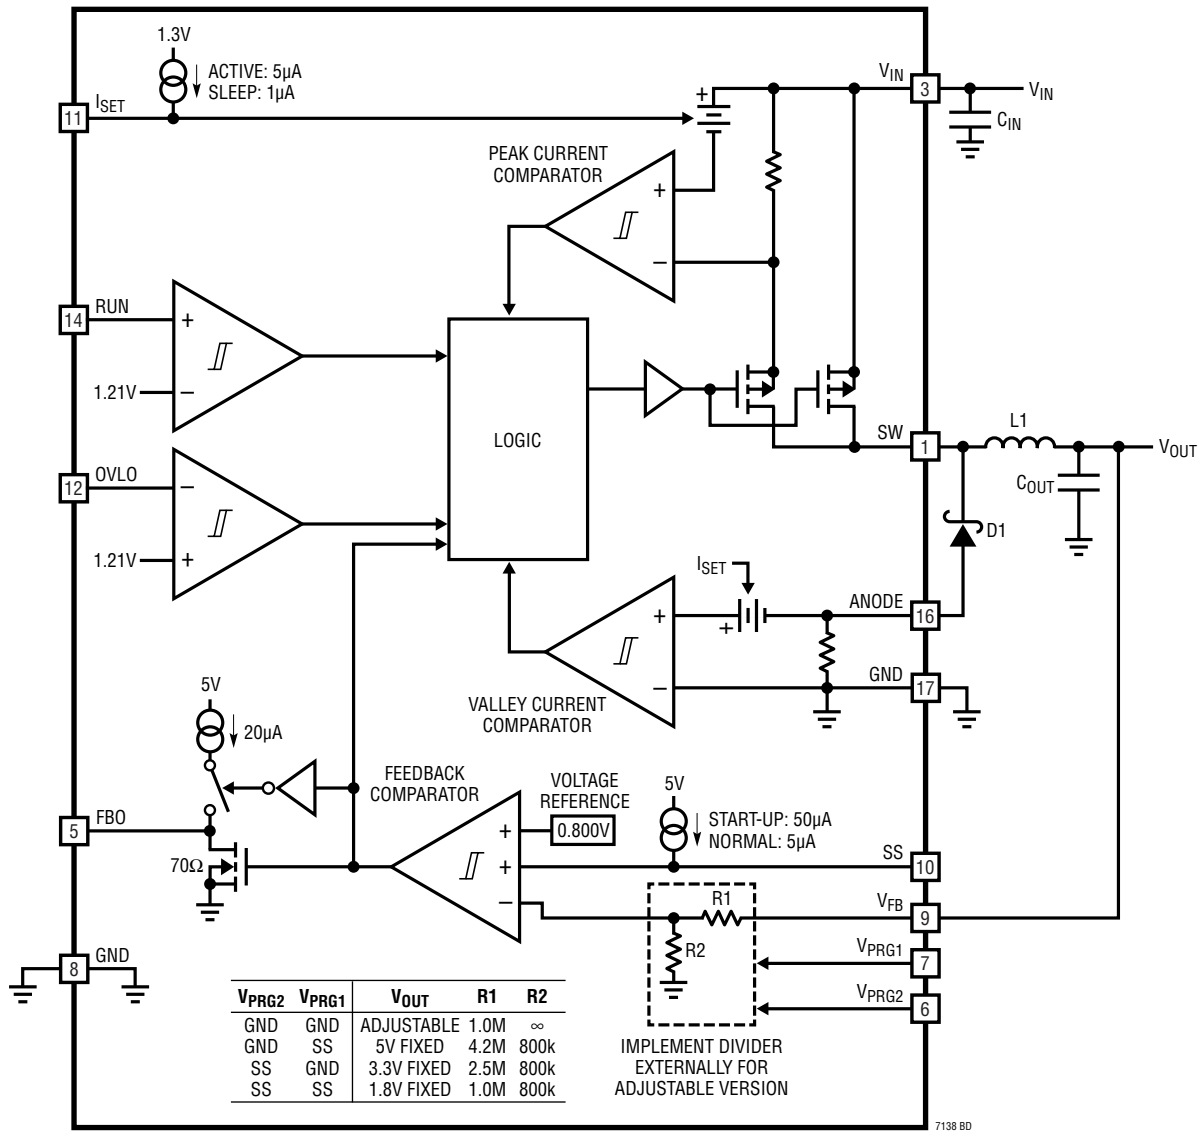 1.3V
ACTIVE: 5µA
SLEEP: 1µA
11
ISET
VIN
3
VIN
CIN
+
PEAK CURRENT
COMPARATOR
+
–
14
RUN
+
1.21V
–
LOGIC
12
OVLO
–
1.21V
+
SW
1
L1
VOUT
COUT
D1
ISET
ANODE
16
+
+
GND
17
–
VALLEY CURRENT
COMPARATOR
5V
20µA
FEEDBACK
COMPARATOR
VOLTAGE
REFERENCE
0.800V
5V
START-UP: 50µA
NORMAL: 5µA
5
FBO
70Ω
+
+
–
SS
10
R1
VFB
9
R2
VPRG1
7
VPRG2
6
8
GND
VPRG2 VPRG1 VOUT R1 R2
GND GND ADJUSTABLE 1.0M ∞
GND SS 5V FIXED 4.2M 800k
SS GND 3.3V FIXED 2.5M 800k
SS SS 1.8V FIXED 1.0M 800k
IMPLEMENT DIVIDER
EXTERNALLY FOR
ADJUSTABLE VERSION
7138 BD